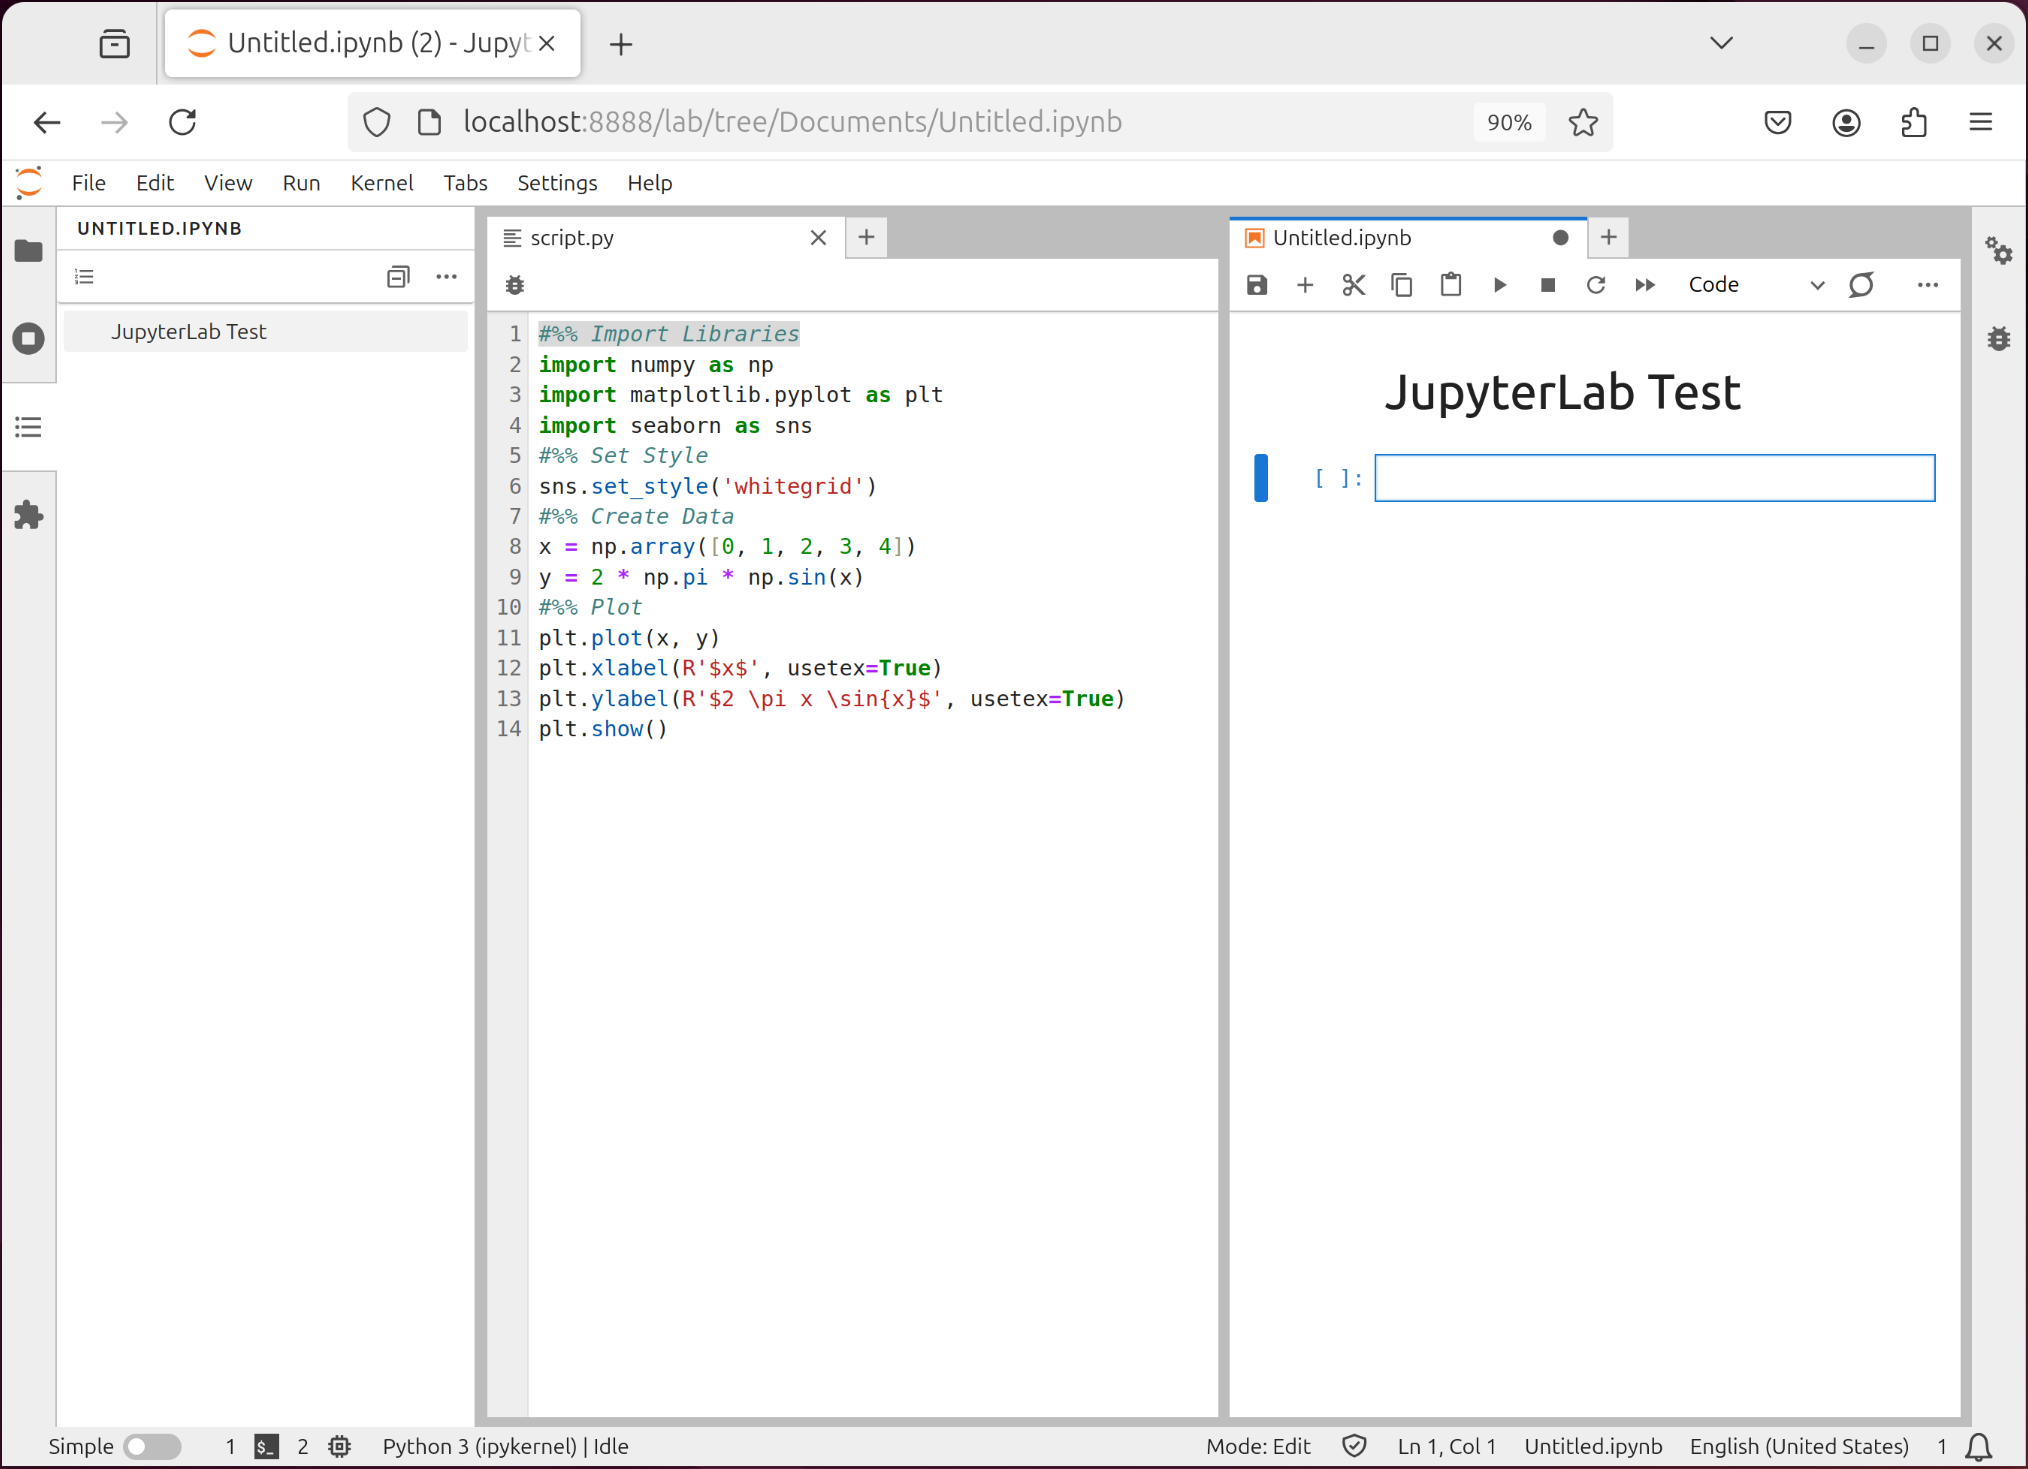 Untitled.ipynb (2) - Jupyt
localhost:8888/lab/tree/Documents/Untitled.ipynb
90%
File Edit View Run Kernel Tabs Settings Help
UNTITLED.IPYNB
JupyterLab Test
script.py
1 #%% Import Libraries
2 import numpy as np
3 import matplotlib.pyplot as plt
4 import seaborn as sns
5 #%% Set Style
6 sns.set_style('whitegrid')
7 #%% Create Data
8 x = np.array([0, 1, 2, 3, 4])
9 y = 2 * np.pi * np.sin(x)
10 #%% Plot
11 plt.plot(x, y)
12 plt.xlabel(R'$x$', usetex=True)
13 plt.ylabel(R'$2 \pi x \sin{x}$', usetex=True)
14 plt.show()
Untitled.ipynb
Code
JupyterLab Test
[ ]:
Simple 1 $_ 2 Python 3 (ipykernel) | Idle Mode: Edit Ln 1, Col 1 Untitled.ipynb English (United States) 1